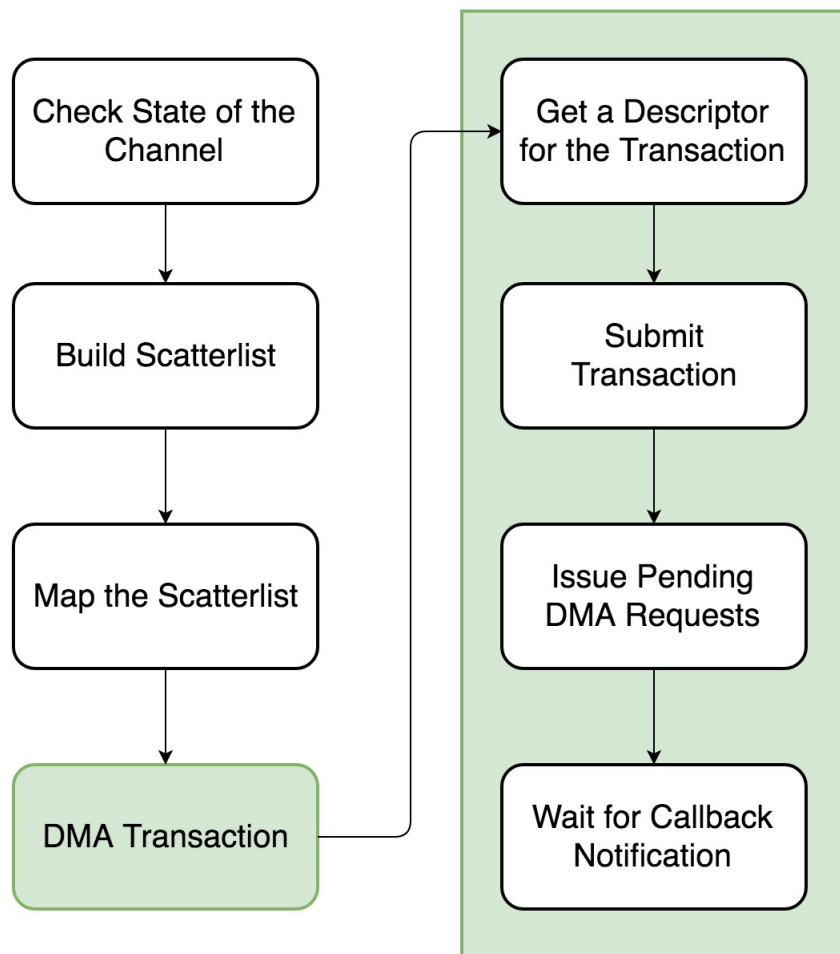 Check State of the
Channel
Build Scatterlist
Map the Scatterlist
DMA Transaction
Get a Descriptor
for the Transaction
Submit
Transaction
Issue Pending
DMA Requests
Wait for Callback
Notification